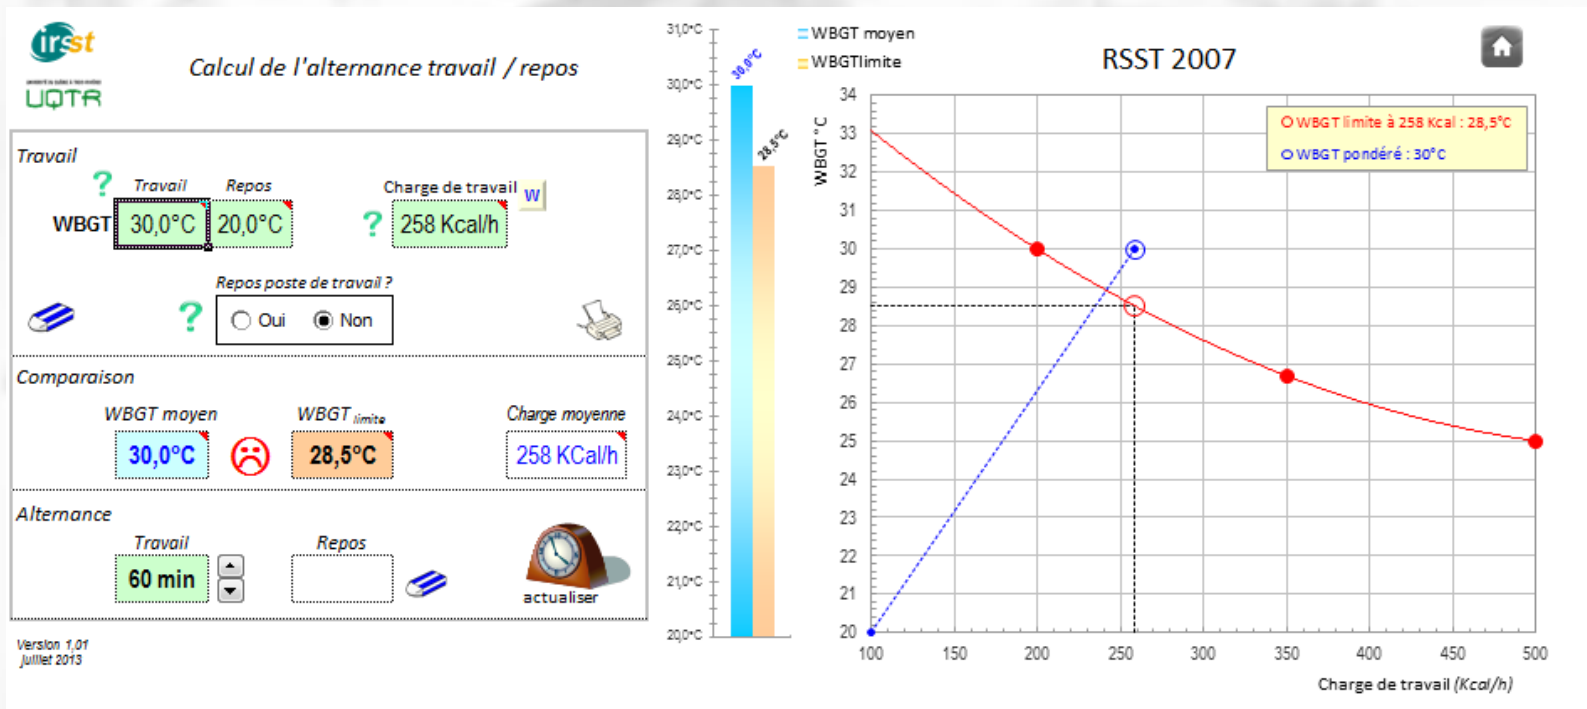 irsst
UQTR
Calcul de l'alternance travail / repos
Travail
? Travail Repos Charge de travail W
WBGT 30,0°C 20,0°C ? 258 Kcal/h
Repos poste de travail ?
? Oui Non
Comparaison
WBGT moyen WBGT limite Charge moyenne
30,0°C 28,5°C 258 KCal/h
Alternance
Travail Repos
60 min
actualiser
Version 1,01
juillet 2013
31,0°C
30,0°C
29,0°C
28,0°C
27,0°C
26,0°C
25,0°C
24,0°C
23,0°C
22,0°C
21,0°C
20,0°C
30,0°C
28,5°C
WBGT moyen
WBGTlimite
RSST 2007
WBGT °C
34
33
32
31
30
29
28
27
26
25
24
23
22
21
20
WBGT limite à 258 Kcal : 28,5°C
WBGT pondéré : 30°C
100 150 200 250 300 350 400 450 500
Charge de travail (Kcal/h)